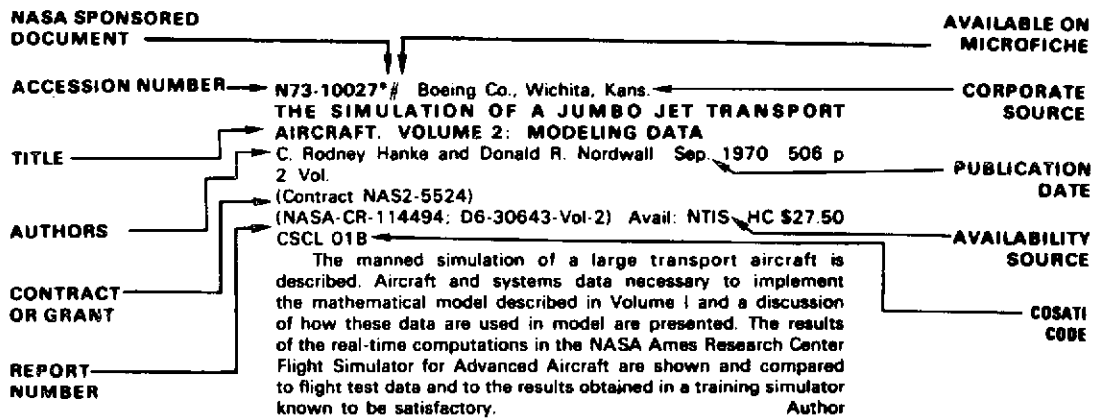 NASA SPONSORED
DOCUMENT
AVAILABLE ON
MICROFICHE
ACCESSION NUMBER
N73-10027*# Boeing Co., Wichita, Kans.
CORPORATE
SOURCE
THE SIMULATION OF A JUMBO JET TRANSPORT
AIRCRAFT. VOLUME 2: MODELING DATA
TITLE
C. Rodney Hanke and Donald R. Nordwall Sep. 1970 506 p
2 Vol.
PUBLICATION
DATE
(Contract NAS2-5524)
(NASA-CR-114494; D6-30643-Vol-2) Avail: NTIS HC $27.50
AUTHORS
CSCL 01B
AVAILABILITY
SOURCE
The manned simulation of a large transport aircraft is
described. Aircraft and systems data necessary to implement
the mathematical model described in Volume I and a discussion
of how these data are used in model are presented. The results
of the real-time computations in the NASA Ames Research Center
Flight Simulator for Advanced Aircraft are shown and compared
to flight test data and to the results obtained in a training simulator
known to be satisfactory. Author
CONTRACT
OR GRANT
COSATI
CODE
REPORT
NUMBER